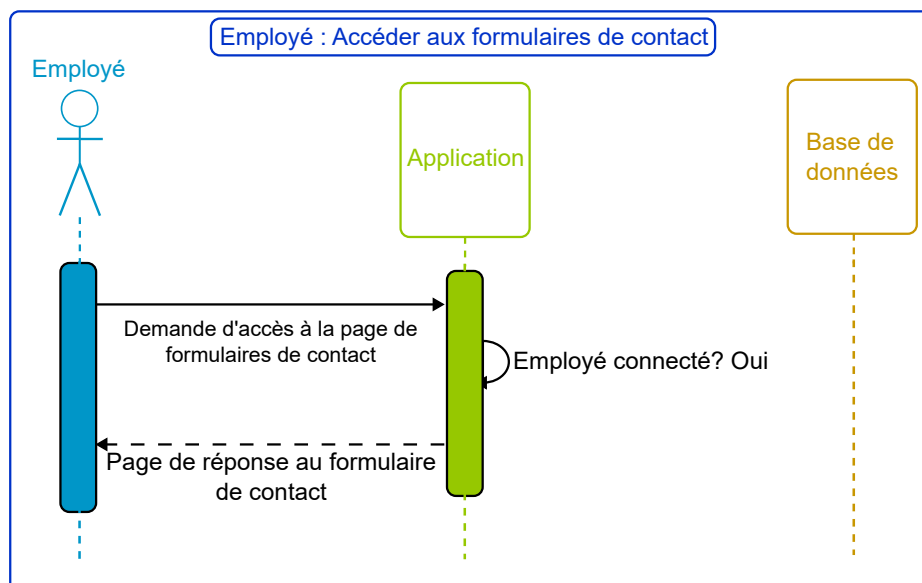 Employé : Accéder aux formulaires de contact
Employé
Application
Base de
données
Demande d'accès à la page de
formulaires de contact
Employé connecté? Oui
Page de réponse au formulaire
de contact